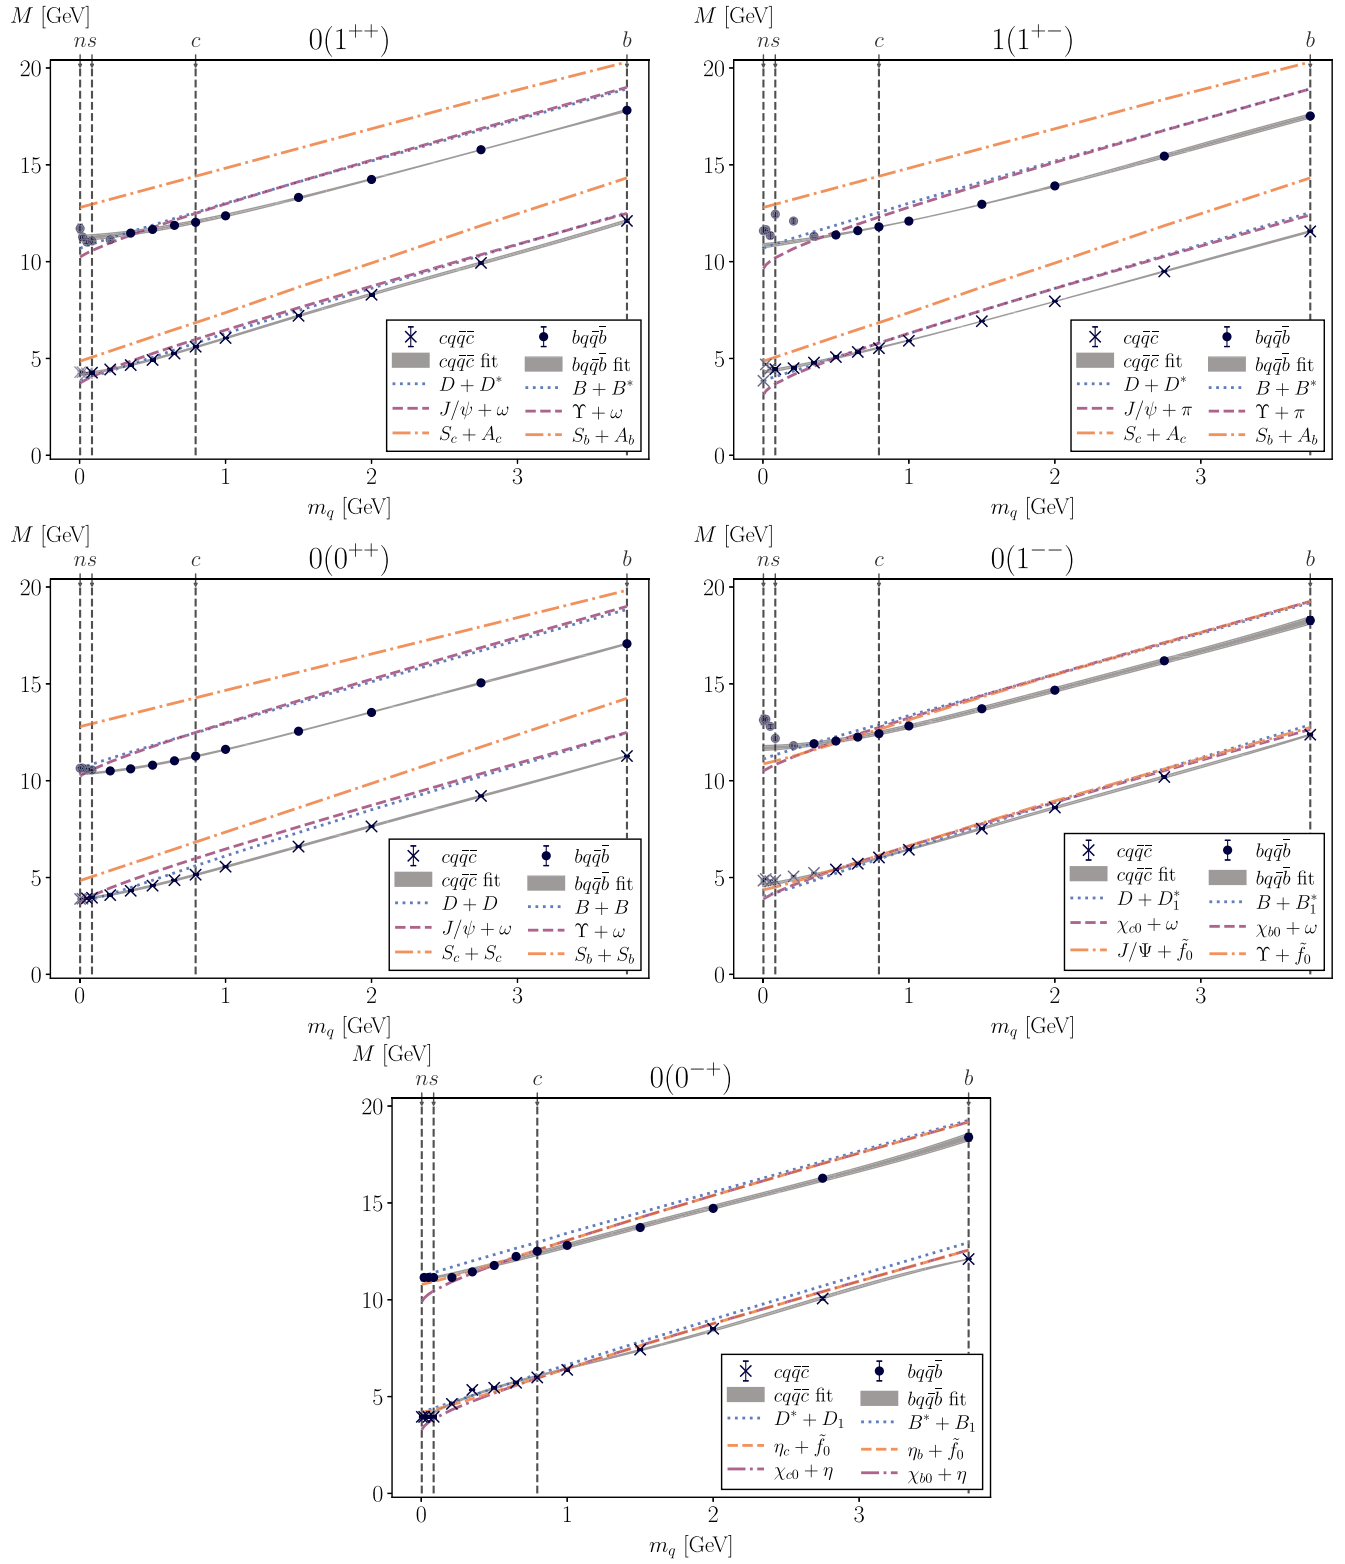 M [GeV]
n s c 0(1⁺⁺) b
20
15
10
5
0
cqq̄c̄ bqq̄b̄
cqq̄c̄ fit bqq̄b̄ fit
D + D* B + B*
J/ψ + ω Υ + ω
S_c + A_c S_b + A_b
0 1 2 3
m_q [GeV]
M [GeV]
n s c 1(1⁺⁻) b
20
15
10
5
0
cqq̄c̄ bqq̄b̄
cqq̄c̄ fit bqq̄b̄ fit
D + D* B + B*
J/ψ + π Υ + π
S_c + A_c S_b + A_b
0 1 2 3
m_q [GeV]
M [GeV]
n s c 0(0⁺⁺) b
20
15
10
5
0
cqq̄c̄ bqq̄b̄
cqq̄c̄ fit bqq̄b̄ fit
D + D B + B
J/ψ + ω Υ + ω
S_c + S_c S_b + S_b
0 1 2 3
m_q [GeV]
M [GeV]
n s c 0(1⁻⁻) b
20
15
10
5
0
cqq̄c̄ bqq̄b̄
cqq̄c̄ fit bqq̄b̄ fit
D + D₁* B + B₁*
χ_c0 + ω χ_b0 + ω
J/Ψ + f̃₀ Υ + f̃₀
0 1 2 3
m_q [GeV]
M [GeV]
n s c 0(0⁻⁺) b
20
15
10
5
0
cqq̄c̄ bqq̄b̄
cqq̄c̄ fit bqq̄b̄ fit
D* + D₁ B* + B₁
η_c + f̃₀ η_b + f̃₀
χ_c0 + η χ_b0 + η
0 1 2 3
m_q [GeV]